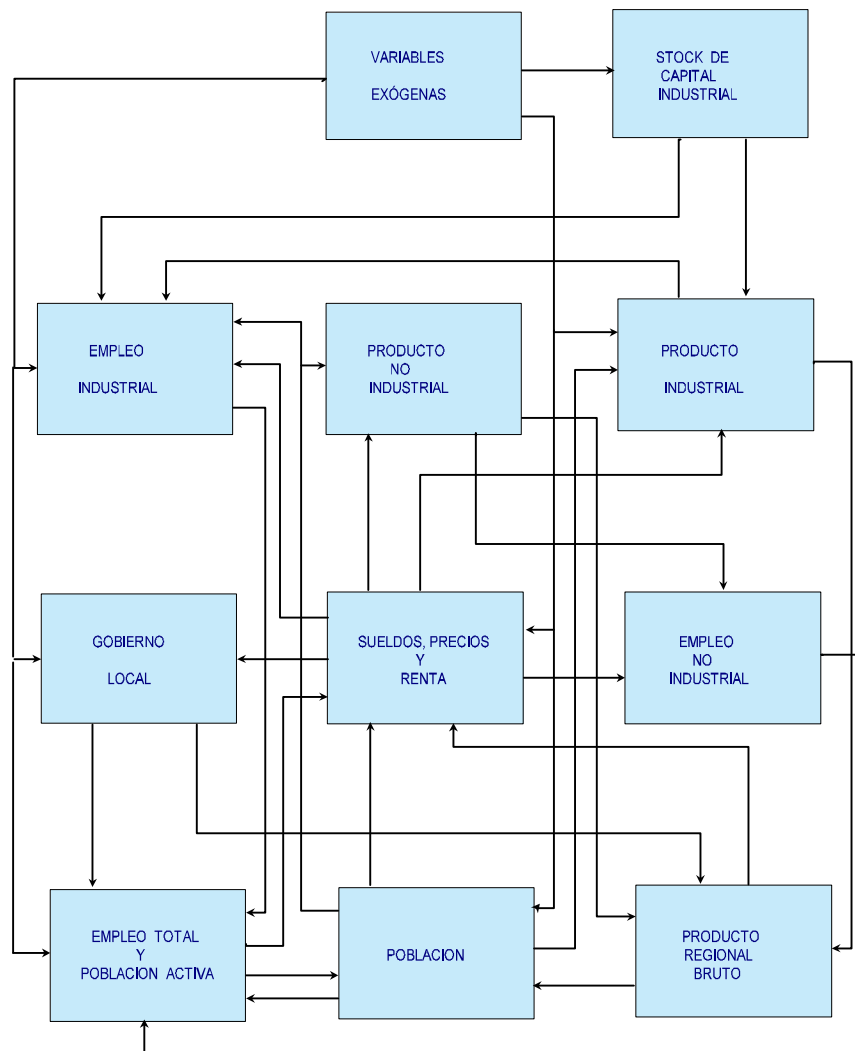 VARIABLES
EXÓGENAS
STOCK DE
CAPITAL
INDUSTRIAL
EMPLEO
INDUSTRIAL
PRODUCTO
NO
INDUSTRIAL
PRODUCTO
INDUSTRIAL
GOBIERNO
LOCAL
SUELDOS, PRECIOS
Y
RENTA
EMPLEO
NO
INDUSTRIAL
EMPLEO TOTAL
Y
POBLACION ACTIVA
POBLACION
PRODUCTO
REGIONAL
BRUTO